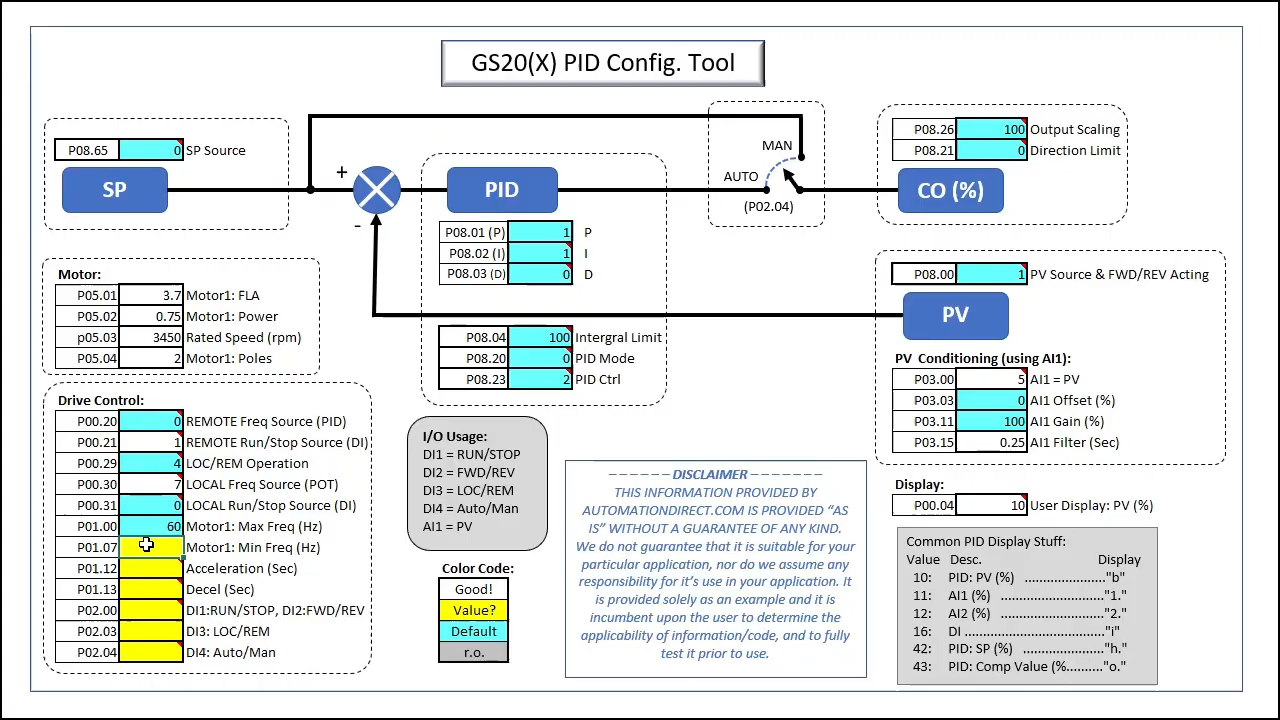 GS20(X) PID Config. Tool
P08.65 0 SP Source
SP
+
-
PID
P08.01 (P) 1 P
P08.02 (I) 1 I
P08.03 (D) 0 D
P08.04 100 Intergral Limit
P08.20 0 PID Mode
P08.23 2 PID Ctrl
MAN
AUTO
(P02.04)
P08.26 100 Output Scaling
P08.21 0 Direction Limit
CO (%)
P08.00 1 PV Source & FWD/REV Acting
PV
PV Conditioning (using AI1):
P03.00 5 AI1 = PV
P03.03 0 AI1 Offset (%)
P03.11 100 AI1 Gain (%)
P03.15 0.25 AI1 Filter (Sec)
Display:
P00.04 10 User Display: PV (%)
Motor:
P05.01 3.7 Motor1: FLA
P05.02 0.75 Motor1: Power
p05.03 3450 Rated Speed (rpm)
P05.04 2 Motor1: Poles
Drive Control:
P00.20 0 REMOTE Freq Source (PID)
P00.21 1 REMOTE Run/Stop Source (DI)
P00.29 4 LOC/REM Operation
P00.30 7 LOCAL Freq Source (POT)
P00.31 0 LOCAL Run/Stop Source (DI)
P01.00 60 Motor1: Max Freq (Hz)
P01.07 Motor1: Min Freq (Hz)
P01.12 Acceleration (Sec)
P01.13 Decel (Sec)
P02.00 DI1:RUN/STOP, DI2:FWD/REV
P02.03 DI3: LOC/REM
P02.04 DI4: Auto/Man
I/O Usage:
DI1 = RUN/STOP
DI2 = FWD/REV
DI3 = LOC/REM
DI4 = Auto/Man
AI1 = PV
Color Code:
Good!
Value?
Default
r.o.
– – – – – – DISCLAIMER – – – – – – –
THIS INFORMATION PROVIDED BY
AUTOMATIONDIRECT.COM IS PROVIDED “AS
IS” WITHOUT A GUARANTEE OF ANY KIND.
We do not guarantee that it is suitable for your
particular application, nor do we assume any
responsibility for it’s use in your application. It
is provided solely as an example and it is
incumbent upon the user to determine the
applicability of information/code, and to fully
test it prior to use.
Common PID Display Stuff:
Value Desc. Display
10: PID: PV (%) ......................"b"
11: AI1 (%) ............................"1."
12: AI2 (%) ............................"2."
16: DI ......................................"i"
42: PID: SP (%) ......................"h."
43: PID: Comp Value (%.........."o."